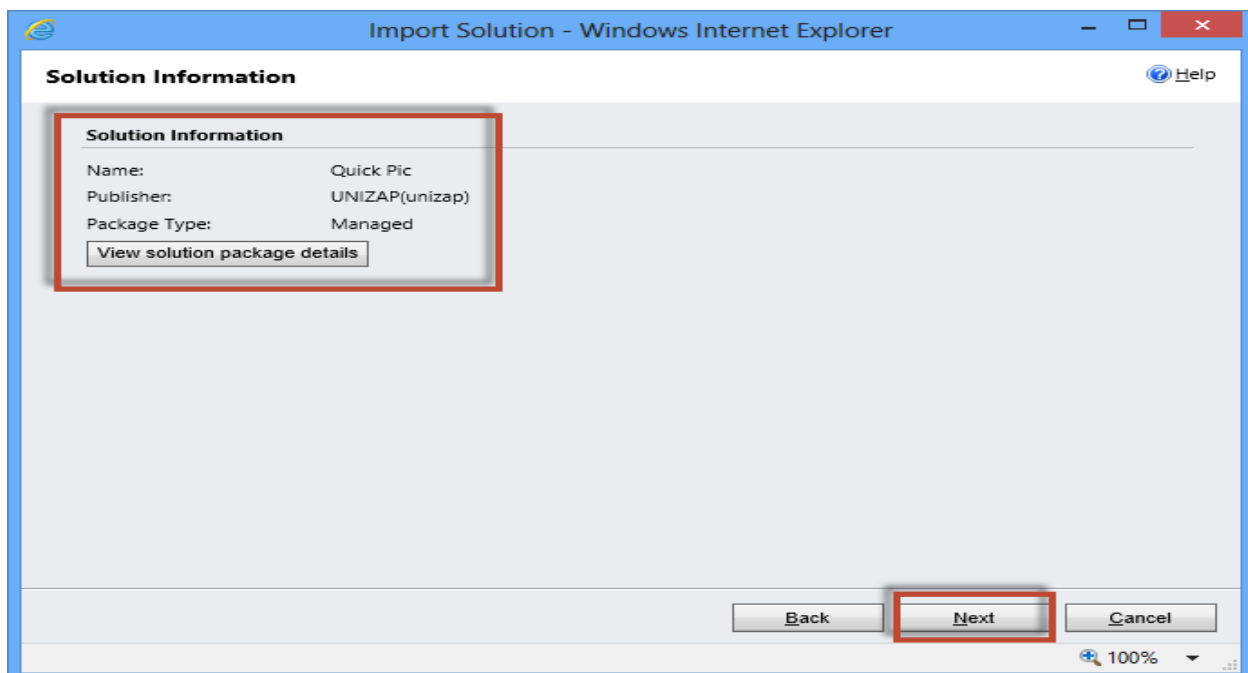 Import Solution - Windows Internet Explorer
Solution Information
Help
Solution Information
Name: Quick Pic
Publisher: UNIZAP(unizap)
Package Type: Managed
View solution package details
Back Next Cancel
100%